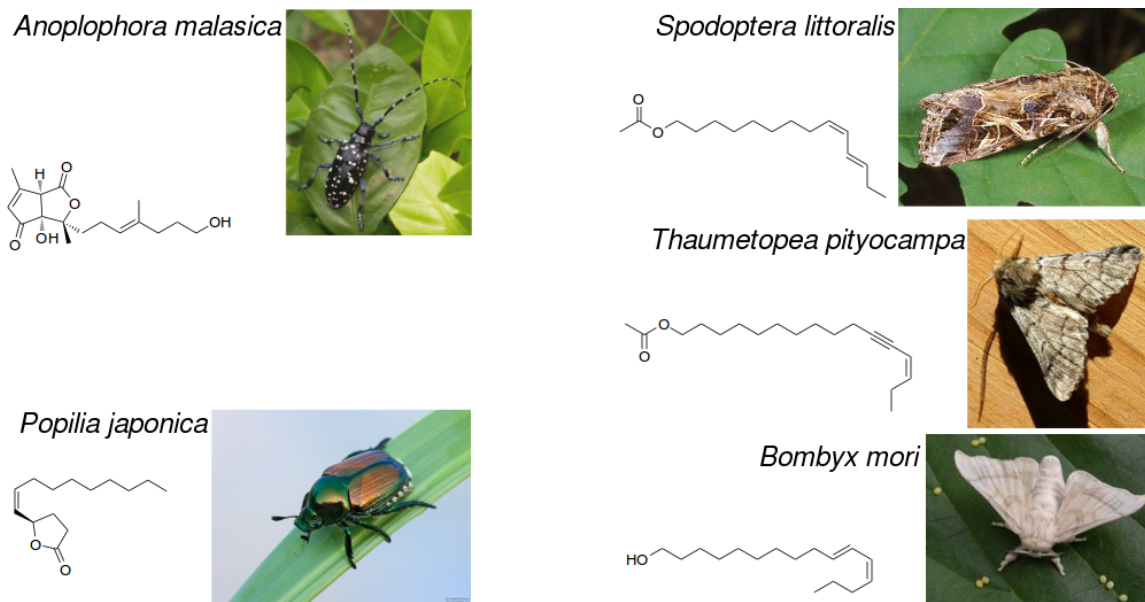 Anoplophora malasica
Spodoptera littoralis
O
O
H
O
O
O
OH
OH
Thaumetopea pityocampa
O
O
Popilia japonica
O
O
Bombyx mori
HO